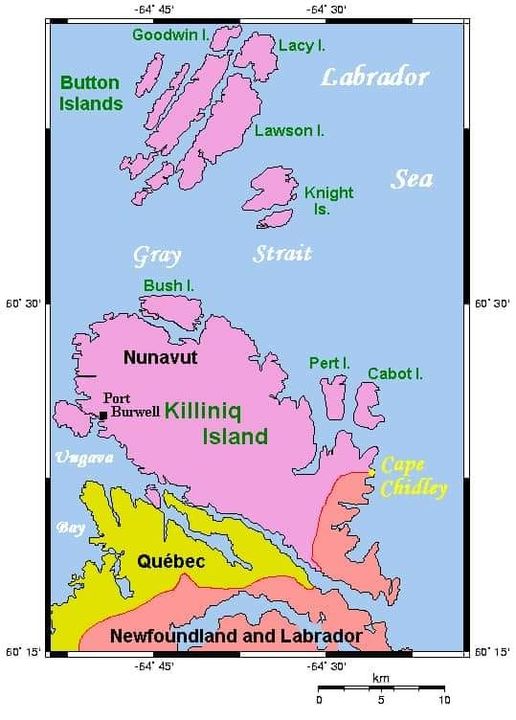 -64° 45'
-64° 30'
Goodwin I.
Lacy I.
Labrador
Button
Islands
Lawson I.
Sea
Knight
Is.
Gray
Strait
Bush I.
60° 30'
60° 30'
Nunavut
Pert I.
Cabot I.
Port
Burwell
Killiniq
Island
Ungava
Cape
Chidley
Bay
Québec
Newfoundland and Labrador
60° 15'
60° 15'
-64° 45'
-64° 30'
km
0
5
10